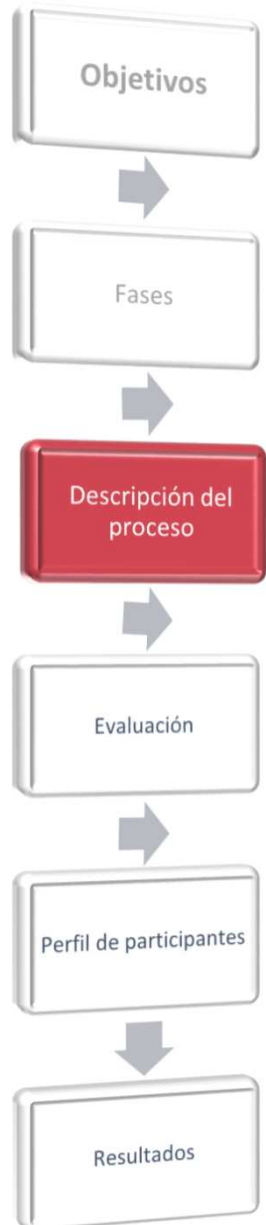 Objetivos
Fases
Descripción del
proceso
Evaluación
Perfil de participantes
Resultados